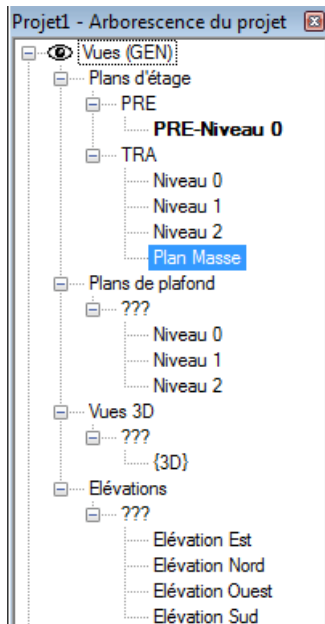 Projet1 - Arborescence du projet
Vues (GEN)
Plans d'étage
PRE
PRE-Niveau 0
TRA
Niveau 0
Niveau 1
Niveau 2
Plan Masse
Plans de plafond
???
Niveau 0
Niveau 1
Niveau 2
Vues 3D
???
{3D}
Elévations
???
Elévation Est
Elévation Nord
Elévation Ouest
Elévation Sud